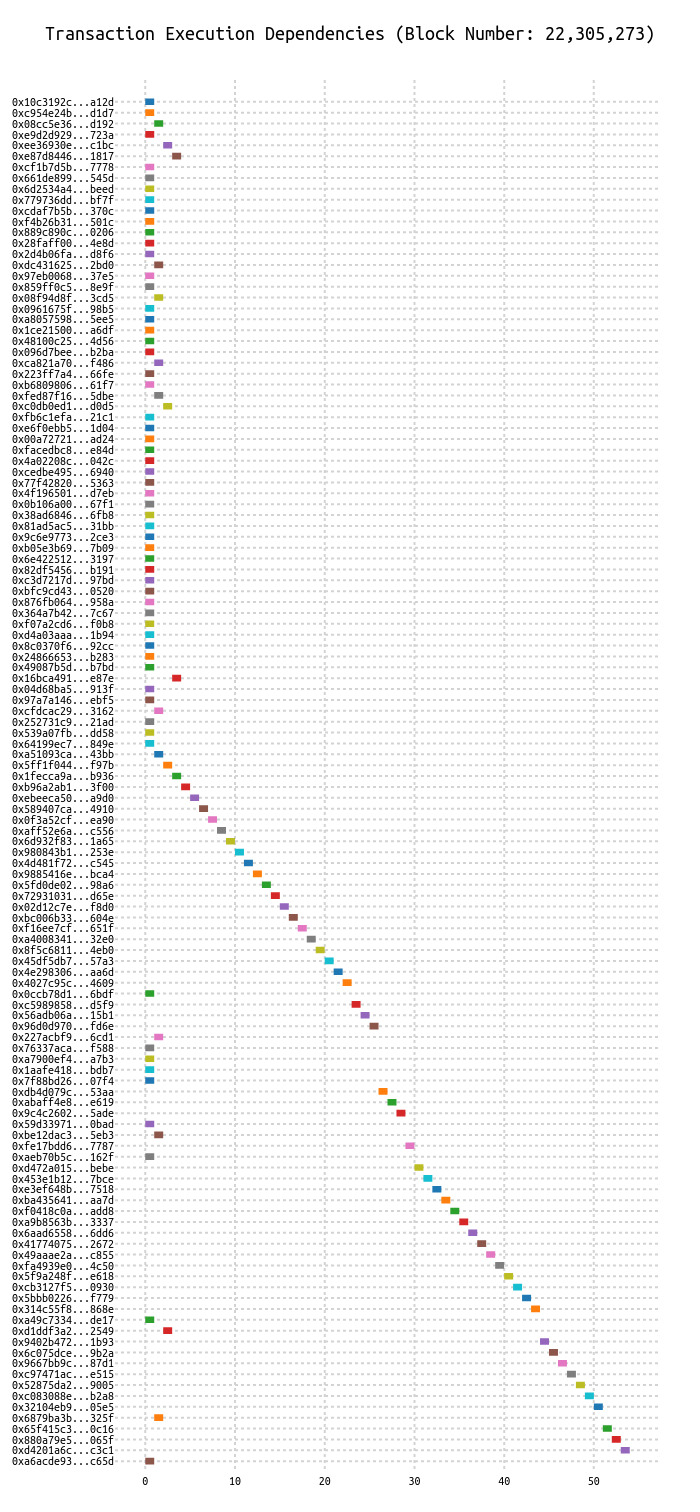 Transaction Execution Dependencies (Block Number: 22,305,273)
0x10c3192c...a12d
0xc954e24b...d1d7
0x08cc5e36...d192
0xe9d2d929...723a
0xee36930e...c1bc
0xe87d8446...1817
0xcf1b7d5b...7778
0x661de899...545d
0x6d2534a4...beed
0x779736dd...bf7f
0xcdaf7b5b...370c
0xf4b26b31...501c
0x889c890c...0206
0x28faff00...4e8d
0x2d4b06fa...d8f6
0xdc431625...2bd0
0x97eb0068...37e5
0x859ff0c5...8e9f
0x08f94d8f...3cd5
0x0961675f...98b5
0xa8057598...5ee5
0x1ce21500...a6df
0x48100c25...4d56
0x096d7bee...b2ba
0xca821a70...f486
0x223ff7a4...66fe
0xb6809806...61f7
0xfed87f16...5dbe
0xc0db0ed1...d0d5
0xfb6c1efa...21c1
0xe6f0ebb5...1d04
0x00a72721...ad24
0xfacedbc8...e84d
0x4a02208c...042c
0xcedbe495...6940
0x77f42820...5363
0x4f196501...d7eb
0x0b106a00...67f1
0x38ad6846...6fb8
0x81ad5ac5...31bb
0x9c6e9773...2ce3
0xb05e3b69...7b09
0x6e422512...3197
0x82df5456...b191
0xc3d7217d...97bd
0xbfc9cd43...0520
0x876fb064...958a
0x364a7b42...7c67
0xf07a2cd6...f0b8
0xd4a03aaa...1b94
0x8c0370f6...92cc
0x24866653...b283
0x49087b5d...b7bd
0x16bca491...e87e
0x04d68ba5...913f
0x97a7a146...ebf5
0xcfdcac29...3162
0x252731c9...21ad
0x539a07fb...dd58
0x64199ec7...849e
0xa51093ca...43bb
0x5ff1f044...f97b
0x1fecca9a...b936
0xb96a2ab1...3f00
0xebeeca50...a9d0
0x589407ca...4910
0x0f3a52cf...ea90
0xaff52e6a...c556
0x6d932f83...1a65
0x980843b1...253e
0x4d481f72...c545
0x9885416e...bca4
0x5fd0de02...98a6
0x72931031...d65e
0x02d12c7e...f8d0
0xbc006b33...604e
0xf16ee7cf...651f
0xa4008341...32e0
0x8f5c6811...4eb0
0x45df5db7...57a3
0x4e298306...aa6d
0x4027c95c...4609
0x0ccb78d1...6bdf
0xc5989858...d5f9
0x56adb06a...15b1
0x96d0d970...fd6e
0x227acbf9...6cd1
0x76337aca...f588
0xa7900ef4...a7b3
0x1aafe418...bdb7
0x7f88bd26...07f4
0xdb4d079c...53aa
0xabaff4e8...e619
0x9c4c2602...5ade
0x59d33971...0bad
0xbe12dac3...5eb3
0xfe17bdd6...7787
0xaeb70b5c...162f
0xd472a015...bebe
0x453e1b12...7bce
0xe3ef648b...7518
0xba435641...aa7d
0xf0418c0a...add8
0xa9b8563b...3337
0x6aad6558...6dd6
0x41774075...2672
0x49aaae2a...c855
0xfa4939e0...4c50
0x5f9a248f...e618
0xcb3127f5...0930
0x5bbb0226...f779
0x314c55f8...868e
0xa49c7334...de17
0xd1ddf3a2...2549
0x9402b472...1b93
0x6c075dce...9b2a
0x9667bb9c...87d1
0xc97471ac...e515
0x52875da2...9005
0xc083088e...b2a8
0x32104eb9...05e5
0x6879ba3b...325f
0x65f415c3...0c16
0x880a79e5...065f
0xd4201a6c...c3c1
0xa6acde93...c65d
0 10 20 30 40 50